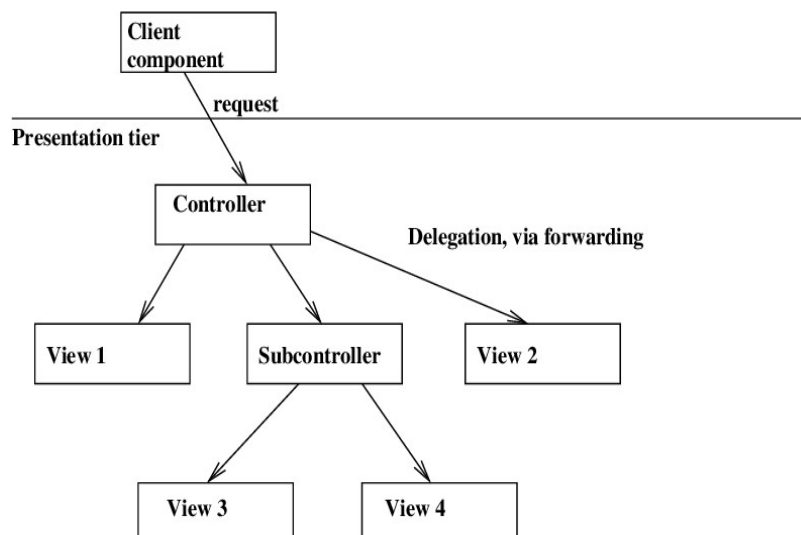 Client
component
request
Presentation tier
Controller
Delegation, via forwarding
View 1
Subcontroller
View 2
View 3
View 4